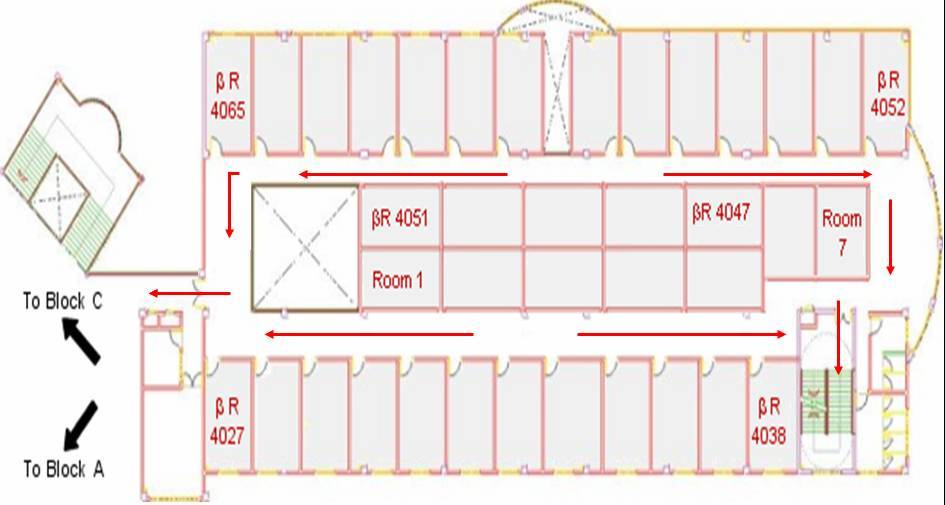 β R
4065
β R
4052
βR 4051
βR 4047
Room
7
Room 1
To Block C
β R
4027
β R
4038
To Block A